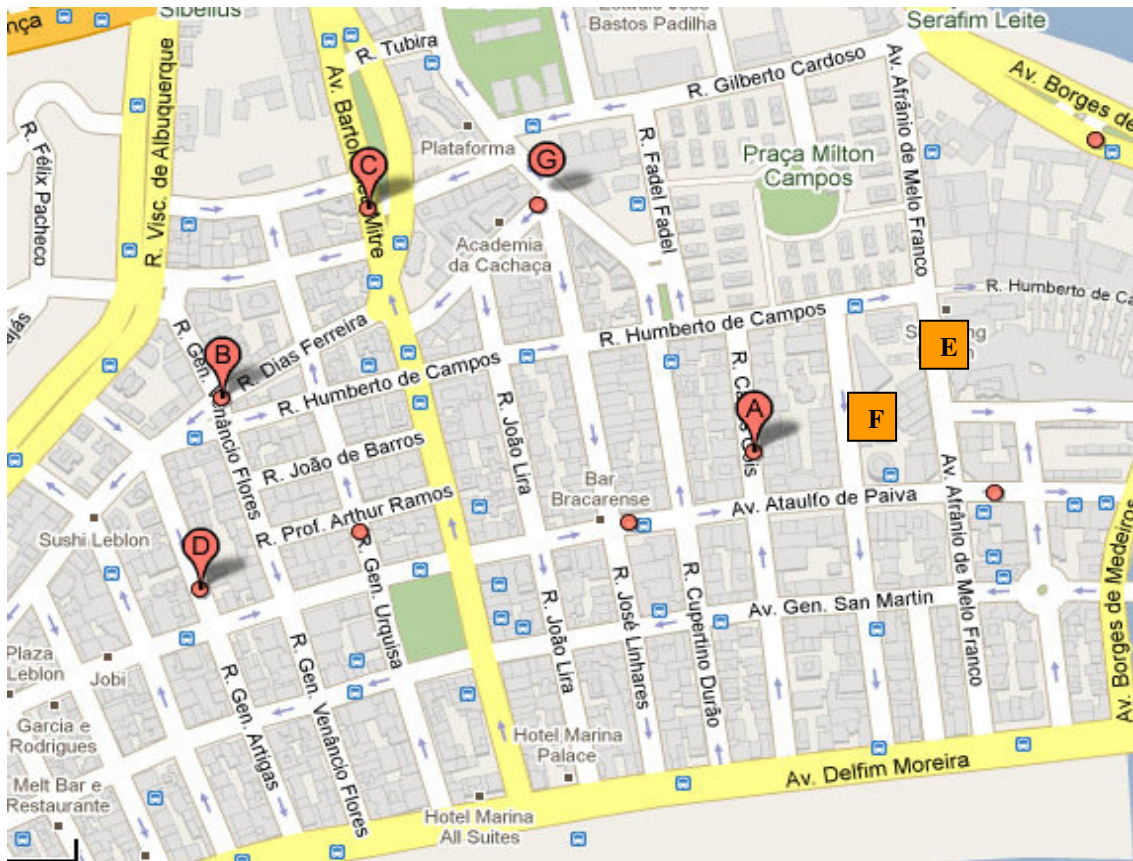 nça
Sibelius
Bastos Padilha
Serafim Leite
R. Tubira
R. Gilberto Cardoso
Av. Borges de
R. Visc. de Albuquerque
R. Félix Pacheco
Av. Bartolomeu Mitre
C
Plataforma
G
R. Fadel Fadel
Praça Milton
Campos
Av. Afrânio de Melo Franco
Academia
da Cachaça
R. Humberto de Ca
ajás
R. Gen. Venâncio Flores
B
R. Dias Ferreira
R. Humberto de Campos
R. Humberto de Campos
E
R. João Lira
A
F
R. João de Barros
Bar
Bracarense
Av. Ataulfo de Paiva
Av. Afrânio de Melo Franco
R. Prof. Arthur Ramos
Sushi Leblon
D
R. Gen. Urquisa
Av. Gen. San Martin
Av. Borges de Medeiros
R. João Lira
R. José Linhares
R. Cupertino Durão
Plaza
Leblon
Jobi
R. Gen. Artigas
R. Gen. Venâncio Flores
Garcia e
Rodrigues
Hotel Marina
Palace
Av. Delfim Moreira
Melt Bar e
Restaurante
Hotel Marina
All Suites